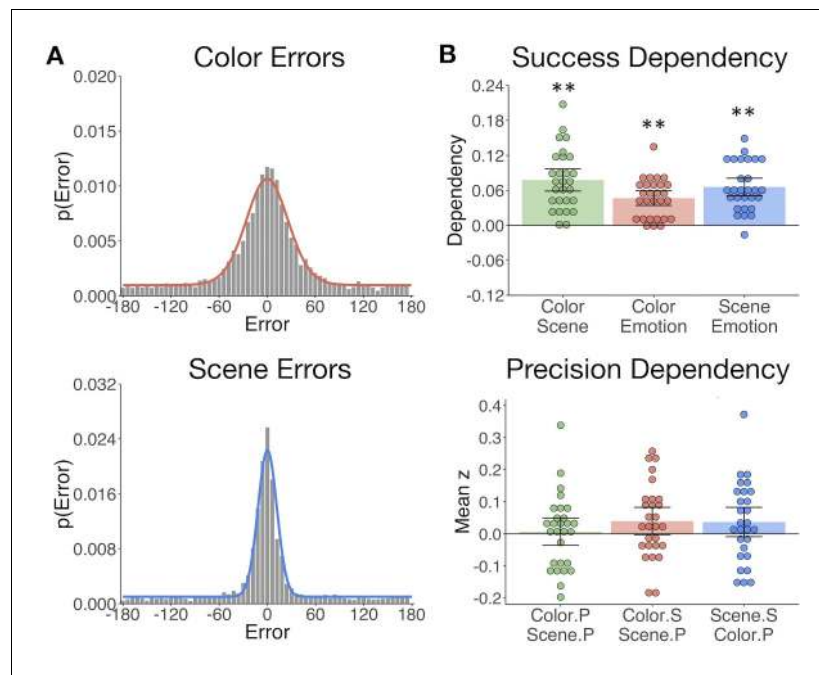 A
Color Errors
0.020
0.015
0.010
0.005
0.000
p(Error)
-180 -120 -60 0 60 120 180
Error
Scene Errors
0.032
0.024
0.016
0.008
0.000
p(Error)
-180 -120 -60 0 60 120 180
Error
B
Success Dependency
** ** **
0.24
0.18
0.12
0.06
0.00
-0.06
-0.12
Dependency
Color Color Scene
Scene Emotion Emotion
Precision Dependency
0.4
0.3
0.2
0.1
0.0
-0.1
-0.2
Mean z
Color.P Color.S Scene.S
Scene.P Scene.P Color.P